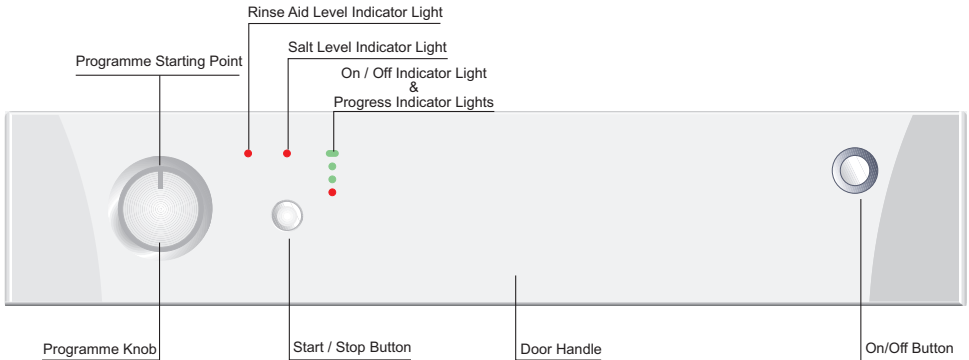 Rinse Aid Level Indicator Light
Salt Level Indicator Light
Programme Starting Point
On / Off Indicator Light
&
Progress Indicator Lights
Programme Knob
Start / Stop Button
Door Handle
On/Off Button